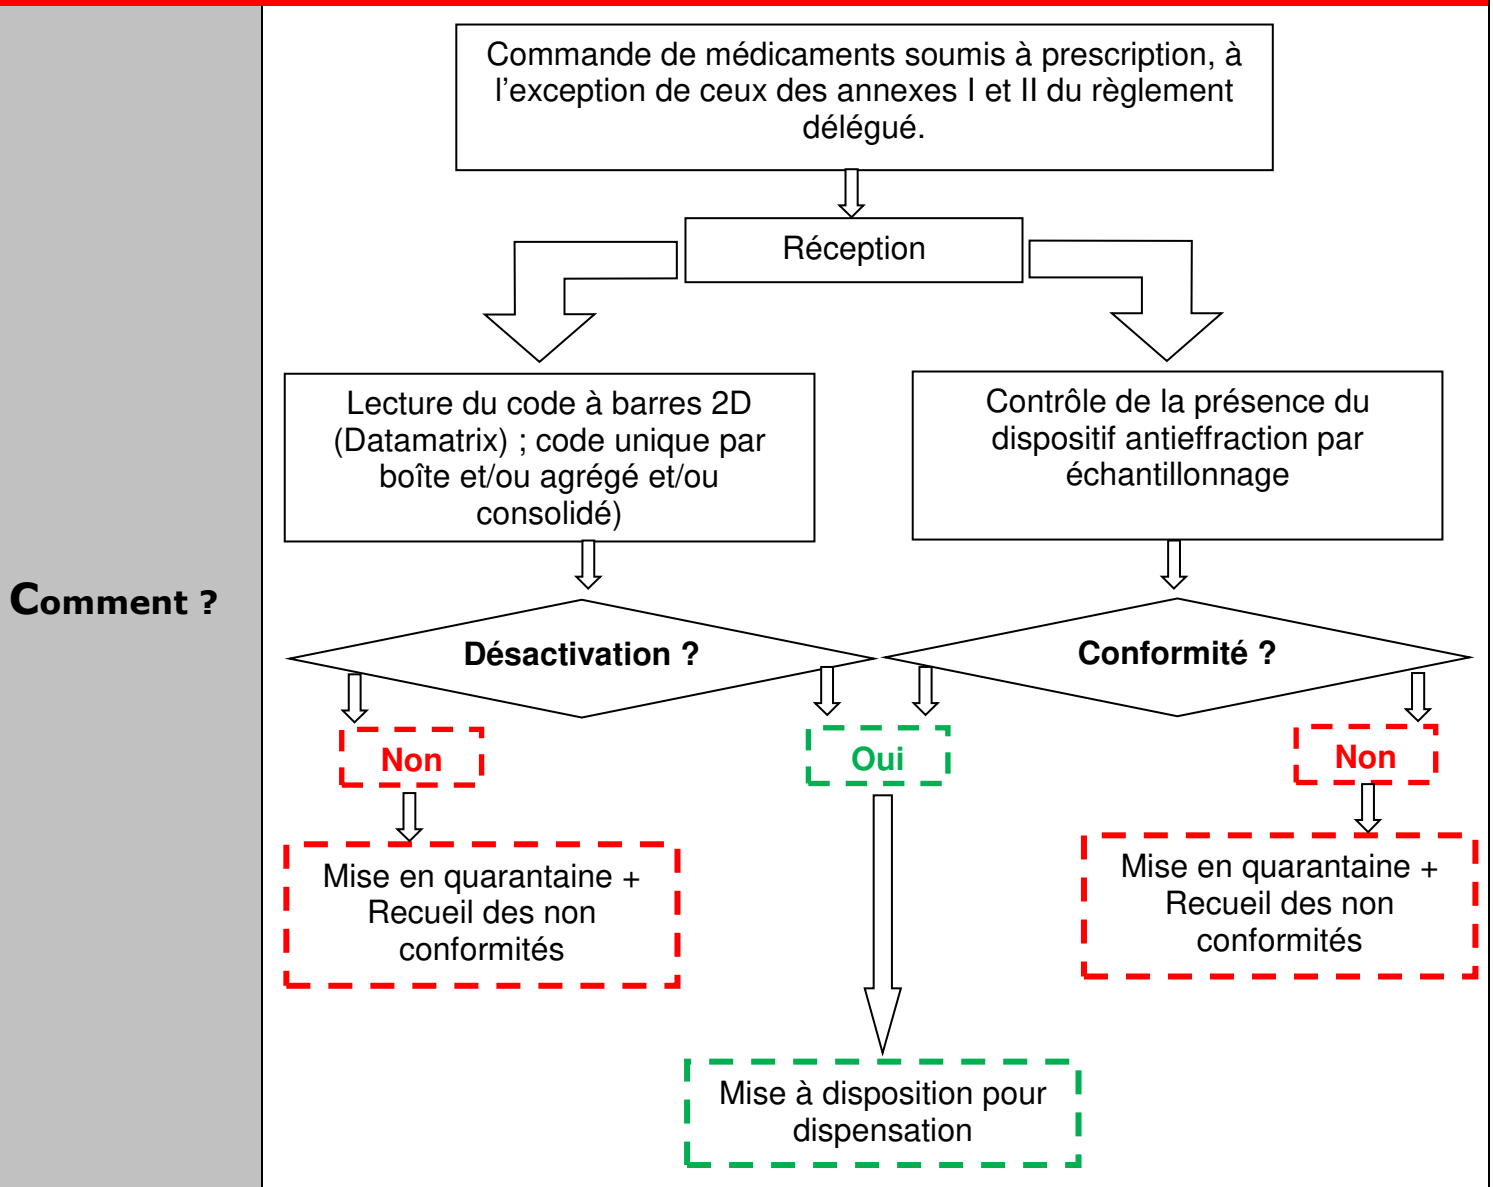 Commande de médicaments soumis à prescription, à
l'exception de ceux des annexes I et II du règlement
délégué.
Réception
Lecture du code à barres 2D
(Datamatrix) ; code unique par
boîte et/ou agrégé et/ou
consolidé)
Contrôle de la présence du
dispositif antieffraction par
échantillonnage
Comment ?
Désactivation ?
Conformité ?
Non
Oui
Non
Mise en quarantaine +
Recueil des non
conformités
Mise en quarantaine +
Recueil des non
conformités
Mise à disposition pour
dispensation